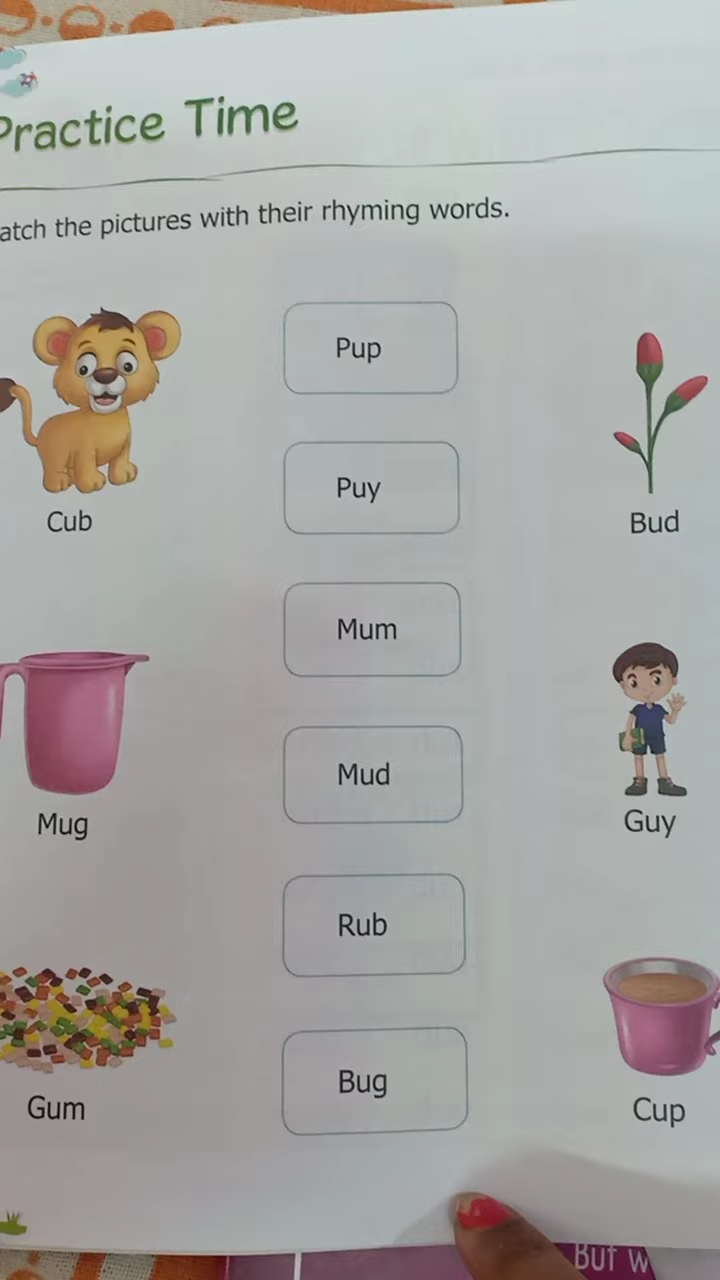 Practice Time
atch the pictures with their rhyming words.
Pup
Puy
Cub
Bud
Mum
Mud
Mug
Guy
Rub
Bug
Gum
Cup
But w